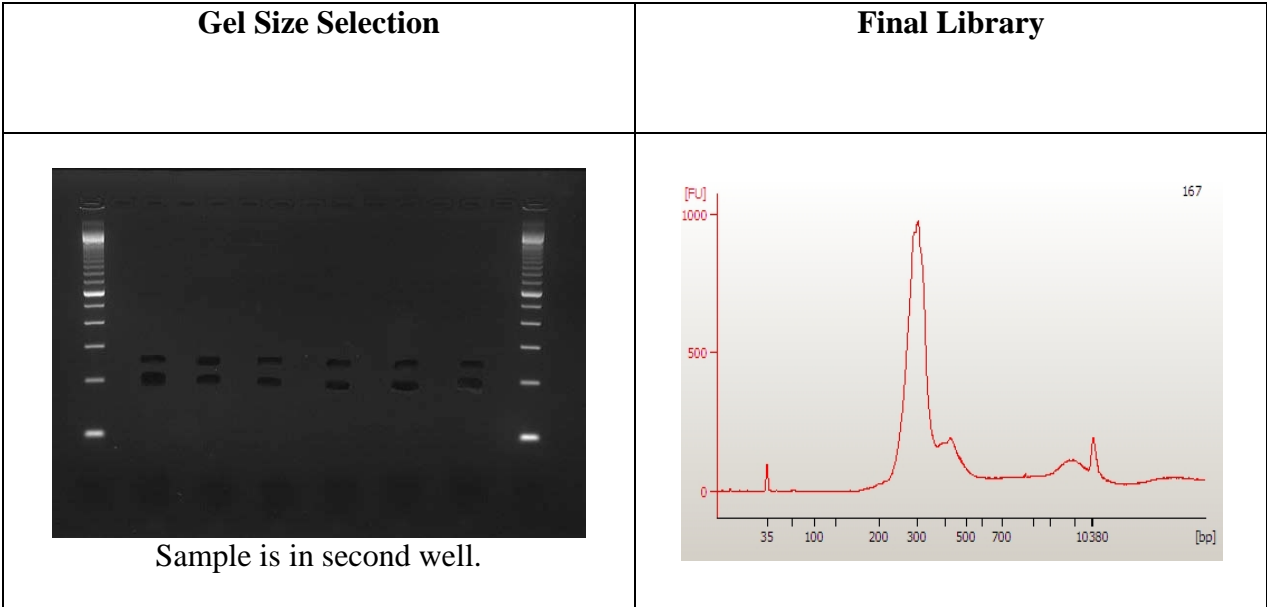 Gel Size Selection
Final Library
Sample is in second well.
[FU]
167
1000
500
0
35 100 200 300 500 700 10380 [bp]